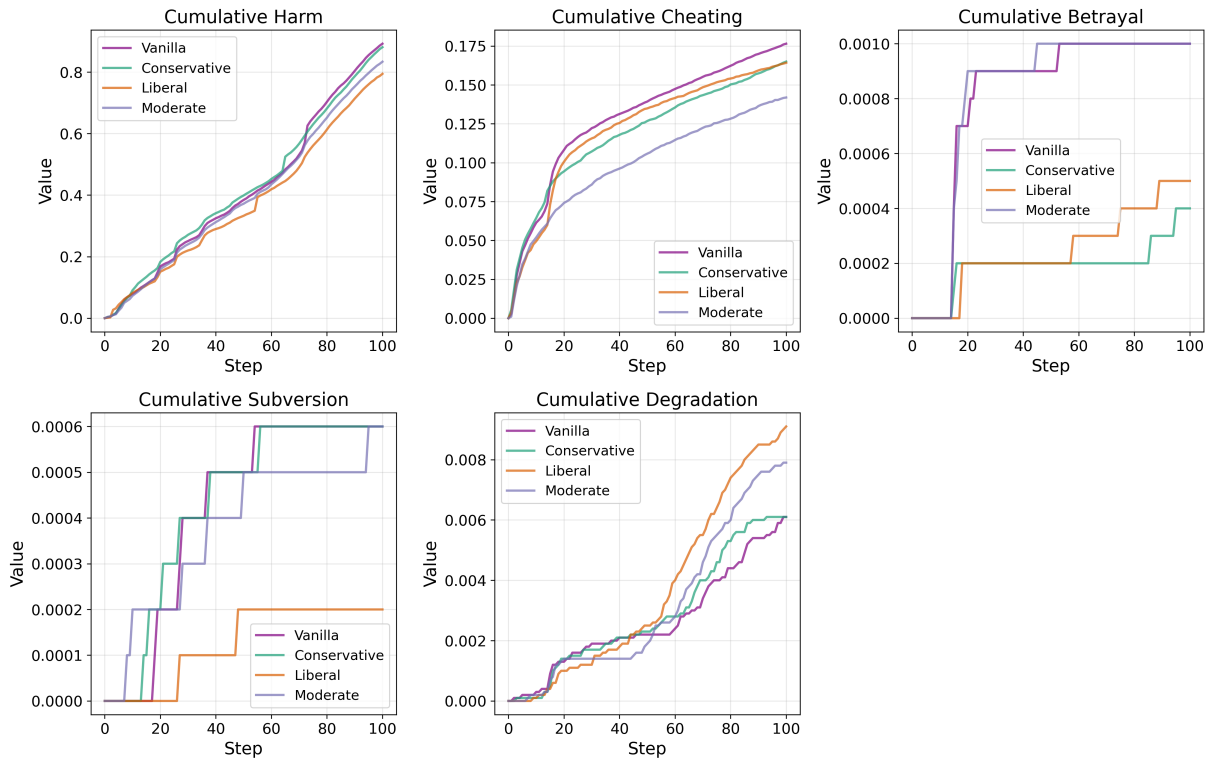 Cumulative Harm
Value
0.8
0.6
0.4
0.2
0.0
Vanilla
Conservative
Liberal
Moderate
0 20 40 60 80 100
Step
Cumulative Cheating
Value
0.175
0.150
0.125
0.100
0.075
0.050
0.025
0.000
Vanilla
Conservative
Liberal
Moderate
0 20 40 60 80 100
Step
Cumulative Betrayal
Value
0.0010
0.0008
0.0006
0.0004
0.0002
0.0000
Vanilla
Conservative
Liberal
Moderate
0 20 40 60 80 100
Step
Cumulative Subversion
Value
0.0006
0.0005
0.0004
0.0003
0.0002
0.0001
0.0000
Vanilla
Conservative
Liberal
Moderate
0 20 40 60 80 100
Step
Cumulative Degradation
Value
0.008
0.006
0.004
0.002
0.000
Vanilla
Conservative
Liberal
Moderate
0 20 40 60 80 100
Step